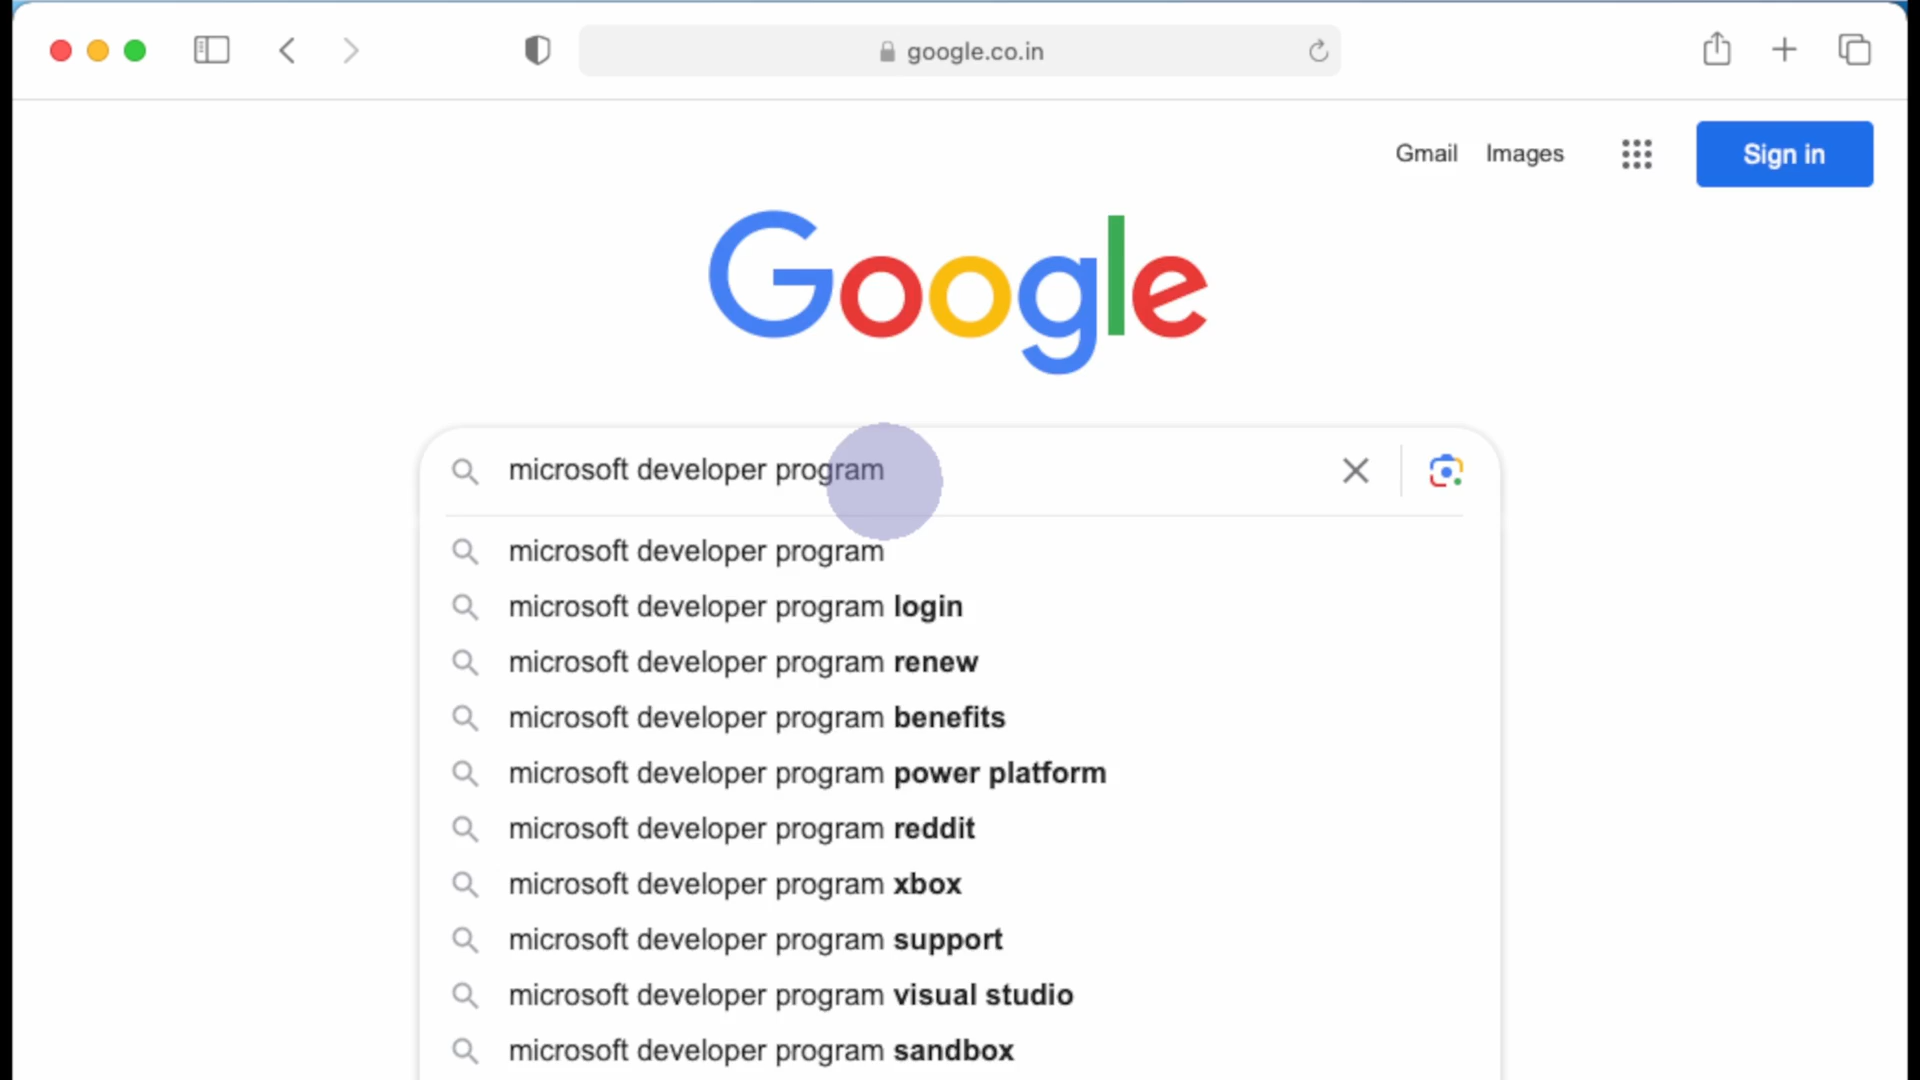 google.co.in
Gmail Images Sign in
Google
microsoft developer program
microsoft developer program
microsoft developer program login
microsoft developer program renew
microsoft developer program benefits
microsoft developer program power platform
microsoft developer program reddit
microsoft developer program xbox
microsoft developer program support
microsoft developer program visual studio
microsoft developer program sandbox